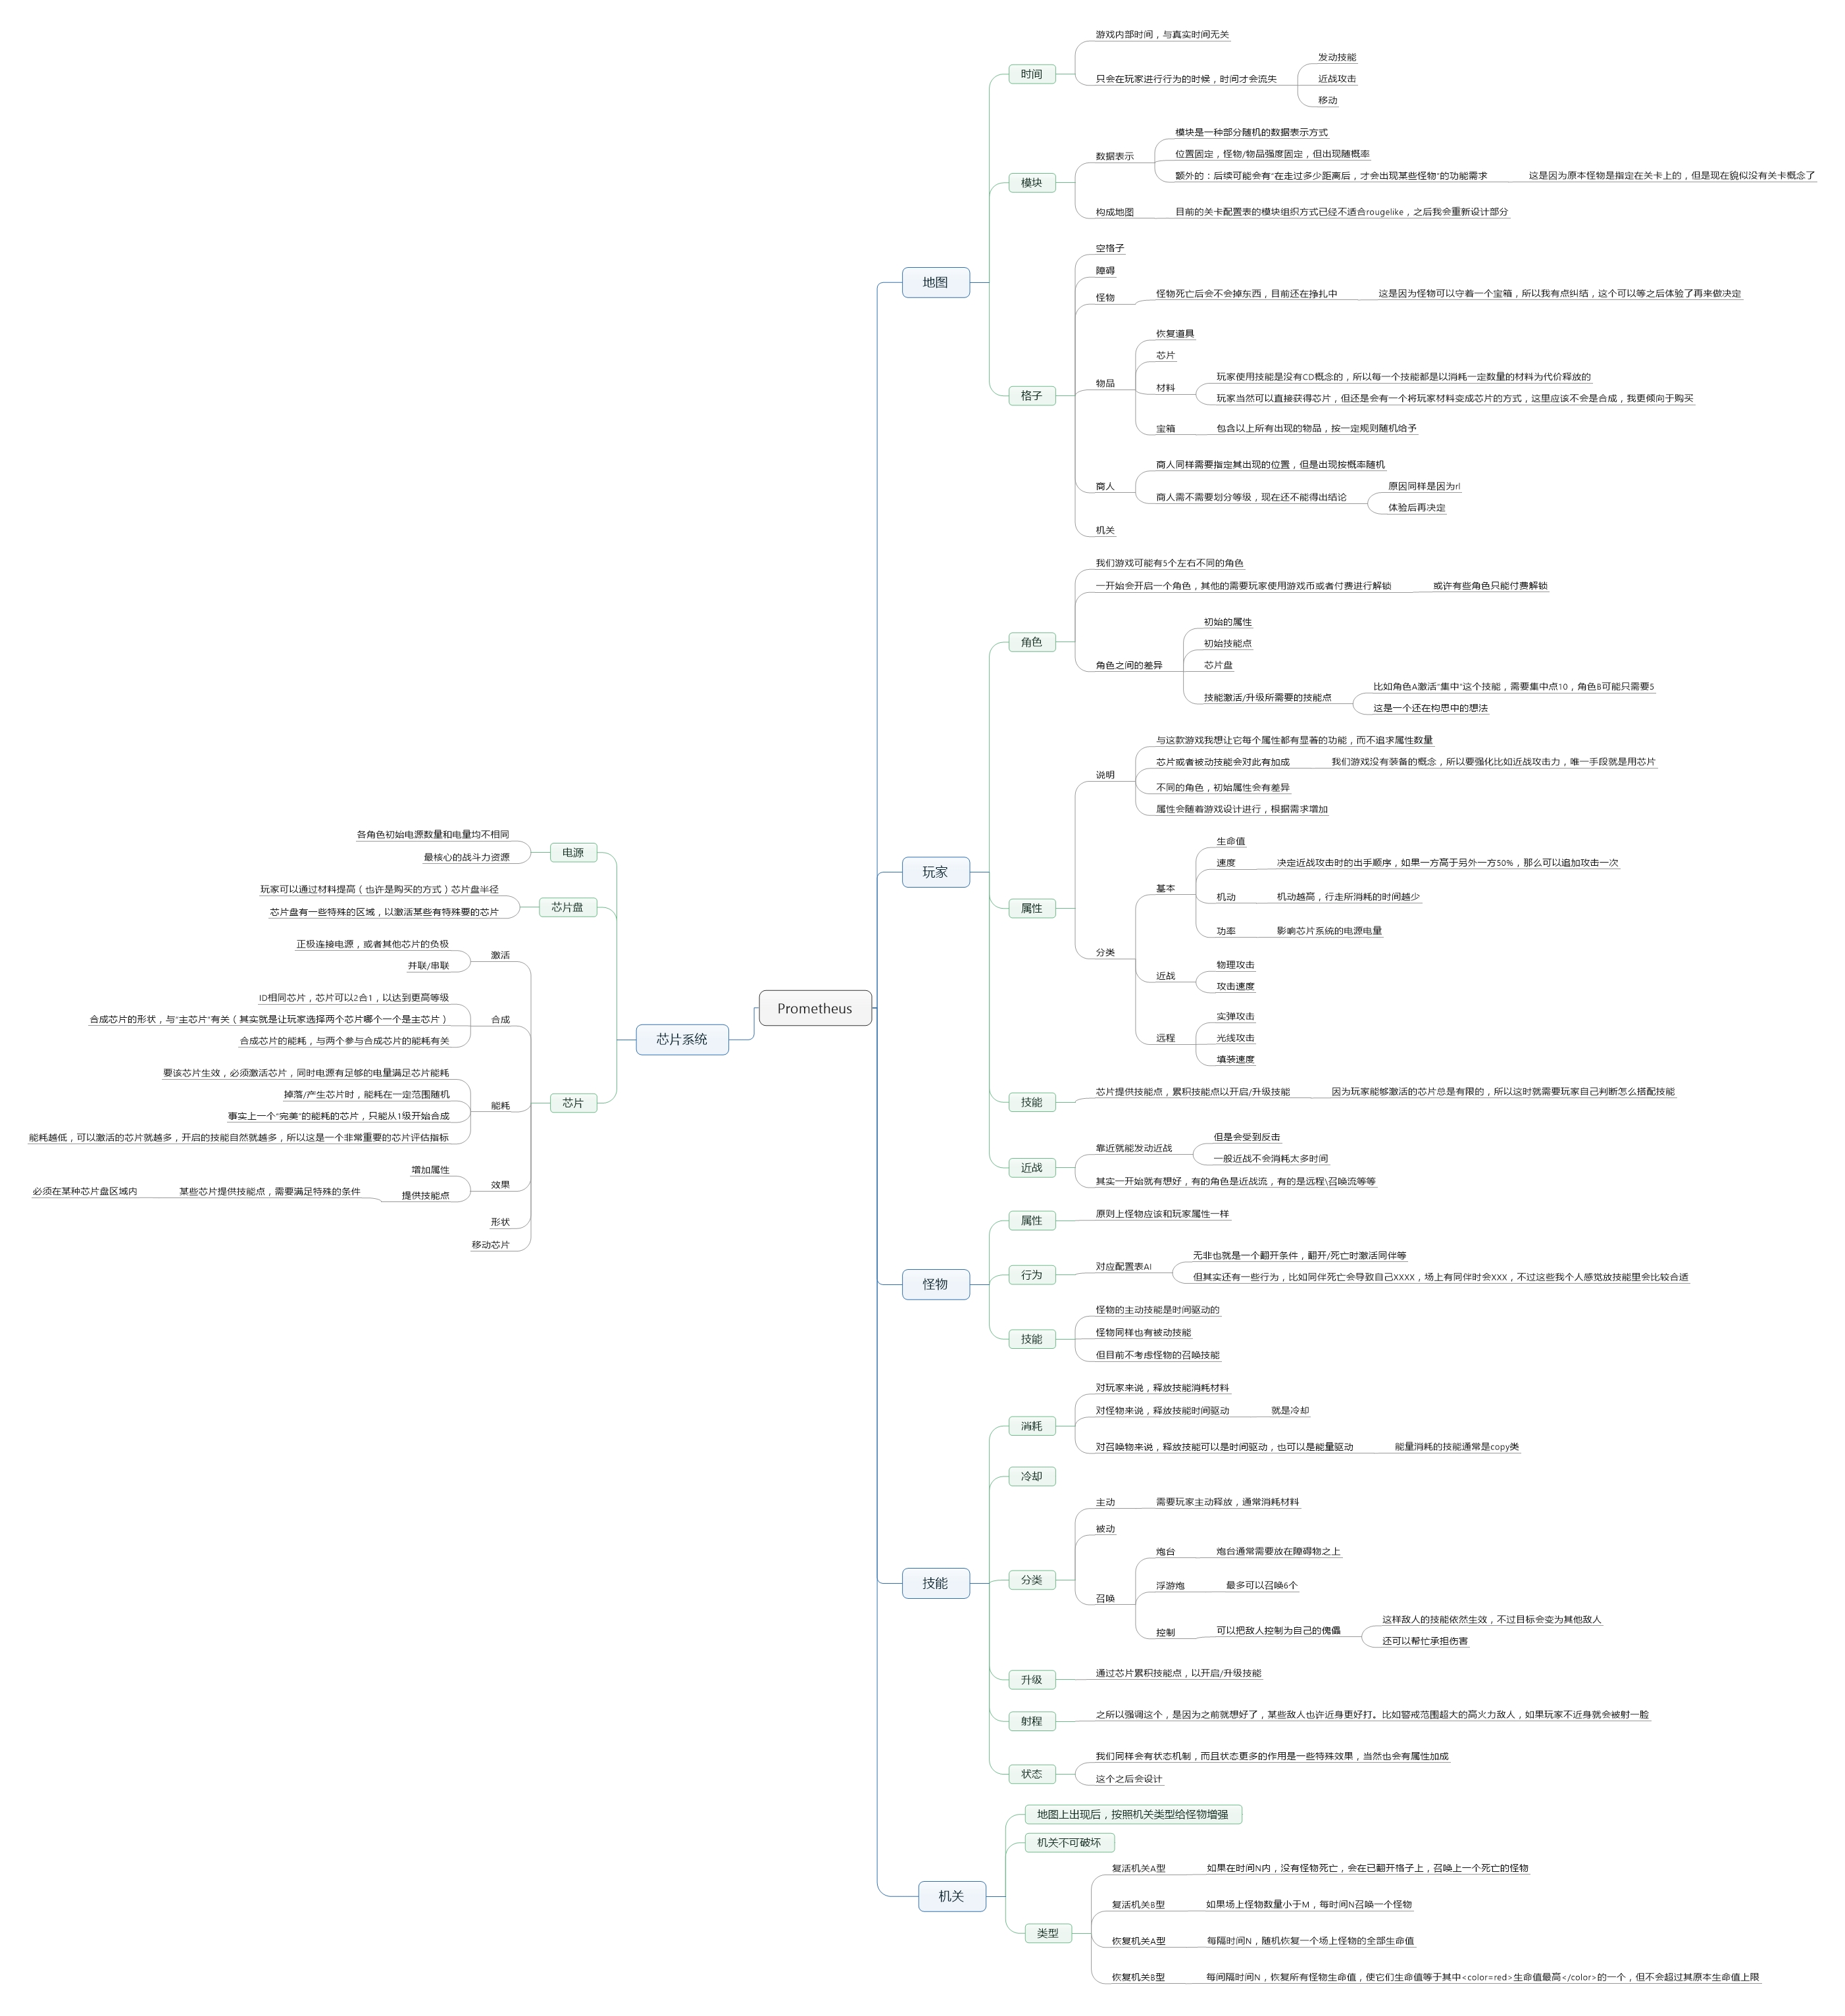 Prometheus
地图
时间
游戏内部时间，与真实时间无关
只会在玩家进行行为的时候，时间才会流失
发动技能
近战攻击
移动
模块
数据表示
模块是一种部分随机的数据表示方式
位置固定，怪物/物品强度固定，但出现随概率
额外的：后续可能会有“在走过多少距离后，才会出现某些怪物”的功能需求
这是因为原本怪物是指定在关卡上的，但是现在貌似没有关卡概念了
构成地图
目前的关卡配置表的模块组织方式已经不适合rougelike，之后我会重新设计部分
格子
空格子
障碍
怪物
怪物死亡后会不会掉东西，目前还在挣扎中
这是因为怪物可以守着一个宝箱，所以我有点纠结，这个可以等之后体验了再来做决定
物品
恢复道具
芯片
材料
玩家使用技能是没有CD概念的，所以每一个技能都是以消耗一定数量的材料为代价释放的
玩家当然可以直接获得芯片，但还是会有一个将玩家材料变成芯片的方式，这里应该不会是合成，我更倾向于购买
宝箱
包含以上所有出现的物品，按一定规则随机给予
商人
商人同样需要指定其出现的位置，但是出现按概率随机
商人需不需要划分等级，现在还不能得出结论
原因同样是因为rl
体验后再决定
机关
玩家
角色
我们游戏可能有5个左右不同的角色
一开始会开启一个角色，其他的需要玩家使用游戏币或者付费进行解锁
或许有些角色只能付费解锁
角色之间的差异
初始的属性
初始技能点
芯片盘
技能激活/升级所需要的技能点
比如角色A激活“集中”这个技能，需要集中点10，角色B可能只需要5
这是一个还在构思中的想法
属性
说明
与这款游戏我想让它每个属性都有显著的功能，而不追求属性数量
芯片或者被动技能会对此有加成
我们游戏没有装备的概念，所以要强化比如近战攻击力，唯一手段就是用芯片
不同的角色，初始属性会有差异
属性会随着游戏设计进行，根据需求增加
分类
基本
生命值
速度
决定近战攻击时的出手顺序，如果一方高于另外一方50%，那么可以追加攻击一次
机动
机动越高，行走所消耗的时间越少
功率
影响芯片系统的电源电量
近战
物理攻击
攻击速度
远程
实弹攻击
光线攻击
填装速度
技能
芯片提供技能点，累积技能点以开启/升级技能
因为玩家能够激活的芯片总是有限的，所以这时就需要玩家自己判断怎么搭配技能
近战
靠近就能发动近战
但是会受到反击
一般近战不会消耗太多时间
其实一开始就有想好，有的角色是近战流，有的是远程\召唤流等等
怪物
属性
原则上怪物应该和玩家属性一样
行为
对应配置表AI
无非也就是一个翻开条件，翻开/死亡时激活同伴等
但其实还有一些行为，比如同伴死亡会导致自己XXXX，场上有同伴时会XXX，不过这些我个人感觉放技能里会比较合适
技能
怪物的主动技能是时间驱动的
怪物同样也有被动技能
但目前不考虑怪物的召唤技能
技能
消耗
对玩家来说，释放技能消耗材料
对怪物来说，释放技能时间驱动
就是冷却
对召唤物来说，释放技能可以是时间驱动，也可以是能量驱动
能量消耗的技能通常是copy类
冷却
分类
主动
需要玩家主动释放，通常消耗材料
被动
召唤
炮台
炮台通常需要放在障碍物之上
浮游炮
最多可以召唤6个
控制
可以把敌人控制为自己的傀儡
这样敌人的技能依然生效，不过目标会变为其他敌人
还可以帮忙承担伤害
升级
通过芯片累积技能点，以开启/升级技能
射程
之所以强调这个，是因为之前就想好了，某些敌人也许近身更好打。比如警戒范围超大的高火力敌人，如果玩家不近身就会被射一脸
状态
我们同样会有状态机制，而且状态更多的作用是一些特殊效果，当然也会有属性加成
这个之后会设计
机关
地图上出现后，按照机关类型给怪物增强
机关不可破坏
类型
复活机关A型
如果在时间N内，没有怪物死亡，会在已翻开格子上，召唤上一个死亡的怪物
复活机关B型
如果场上怪物数量小于M，每时间N召唤一个怪物
恢复机关A型
每隔时间N，随机恢复一个场上怪物的全部生命值
恢复机关B型
每间隔时间N，恢复所有怪物生命值，使它们生命值等于其中<color=red>生命值最高</color>的一个，但不会超过其原本生命值上限
芯片系统
电源
各角色初始电源数量和电量均不相同
最核心的战斗力资源
芯片盘
玩家可以通过材料提高（也许是购买的方式）芯片盘半径
芯片盘有一些特殊的区域，以激活某些有特殊要的芯片
芯片
激活
正极连接电源，或者其他芯片的负极
并联/串联
合成
ID相同芯片，芯片可以2合1，以达到更高等级
合成芯片的形状，与“主芯片”有关（其实就是让玩家选择两个芯片哪个一个是主芯片）
合成芯片的能耗，与两个参与合成芯片的能耗有关
能耗
要该芯片生效，必须激活芯片，同时电源有足够的电量满足芯片能耗
掉落/产生芯片时，能耗在一定范围随机
事实上一个“完美”的能耗的芯片，只能从1级开始合成
能耗越低，可以激活的芯片就越多，开启的技能自然就越多，所以这是一个非常重要的芯片评估指标
效果
增加属性
提供技能点
某些芯片提供技能点，需要满足特殊的条件
必须在某种芯片盘区域内
形状
移动芯片